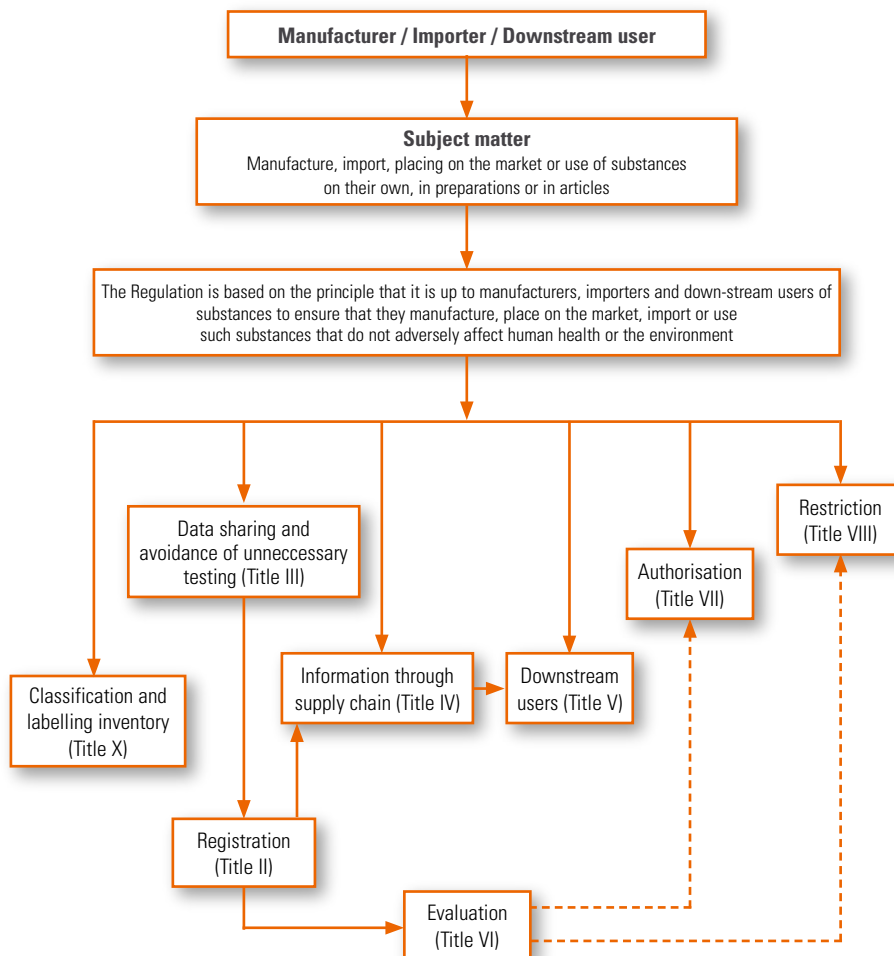 Manufacturer / Importer / Downstream user
Subject matter
Manufacture, import, placing on the market or use of substances
on their own, in preparations or in articles
The Regulation is based on the principle that it is up to manufacturers, importers and down-stream users of
substances to ensure that they manufacture, place on the market, import or use
such substances that do not adversely affect human health or the environment
Restriction
(Title VIII)
Data sharing and
avoidance of unneccessary
testing (Title III)
Authorisation
(Title VII)
Classification and
labelling inventory
(Title X)
Information through
supply chain (Title IV)
Downstream
users (Title V)
Registration
(Title II)
Evaluation
(Title VI)